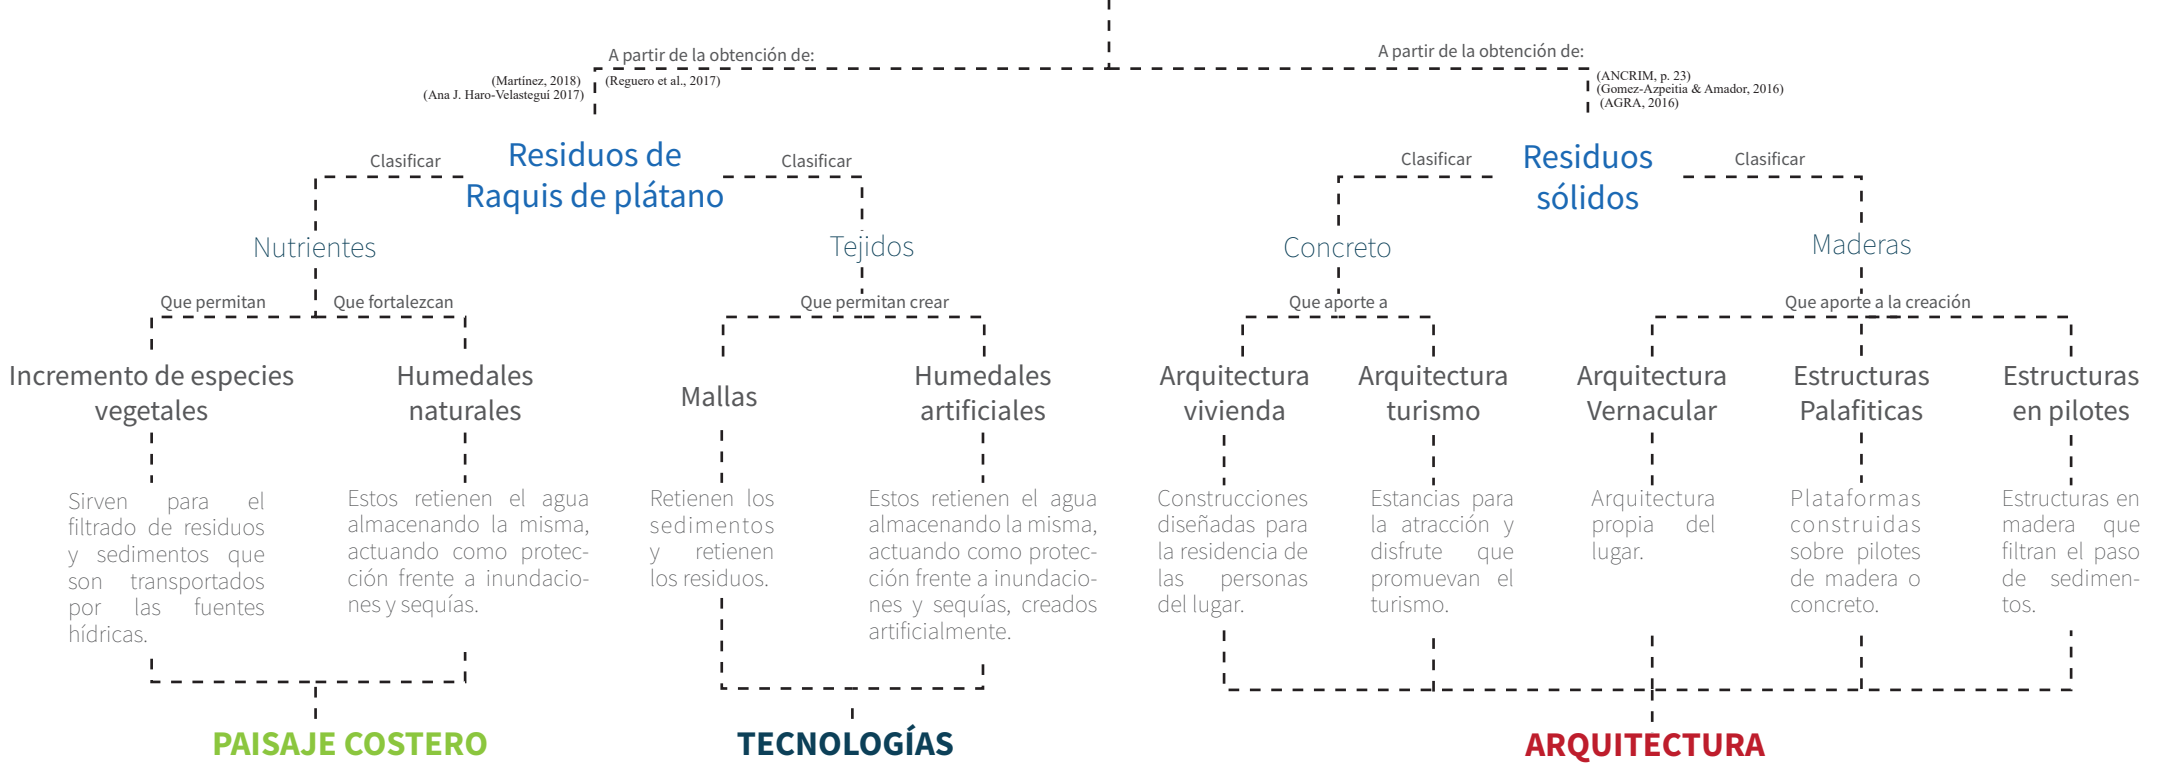 A partir de la obtención de:
A partir de la obtención de:
(Martínez, 2018)
(Ana J. Haro-Velasteguí 2017)
(Reguero et al., 2017)
(ANCRIM, p. 23)
(Gomez-Azpeitia & Amador, 2016)
(AGRA, 2016)
Clasificar
Residuos de
Raquis de plátano
Clasificar
Clasificar
Residuos
sólidos
Clasificar
Nutrientes
Tejidos
Concreto
Maderas
Que permitan
Que fortalezcan
Que permitan crear
Que aporte a
Que aporte a la creación
Incremento de especies
vegetales
Humedales
naturales
Mallas
Humedales
artificiales
Arquitectura
vivienda
Arquitectura
turismo
Arquitectura
Vernacular
Estructuras
Palafiticas
Estructuras
en pilotes
Sirven para el
filtrado de residuos
y sedimentos que
son transportados
por las fuentes
hídricas.
Estos retienen el agua
almacenando la misma,
actuando como protec-
ción frente a inundacio-
nes y sequías.
Retienen los
sedimentos
y retienen
los residuos.
Estos retienen el agua
almacenando la misma,
actuando como protec-
ción frente a inundacio-
nes y sequías, creados
artificialmente.
Construcciones
diseñadas para
la residencia de
las personas
del lugar.
Estancias para
la atracción y
disfrute que
promuevan el
turismo.
Arquitectura
propia del
lugar.
Plataformas
construidas
sobre pilotes
de madera o
concreto.
Estructuras en
madera que
filtran el paso
de sedimen-
tos.
PAISAJE COSTERO
TECNOLOGÍAS
ARQUITECTURA